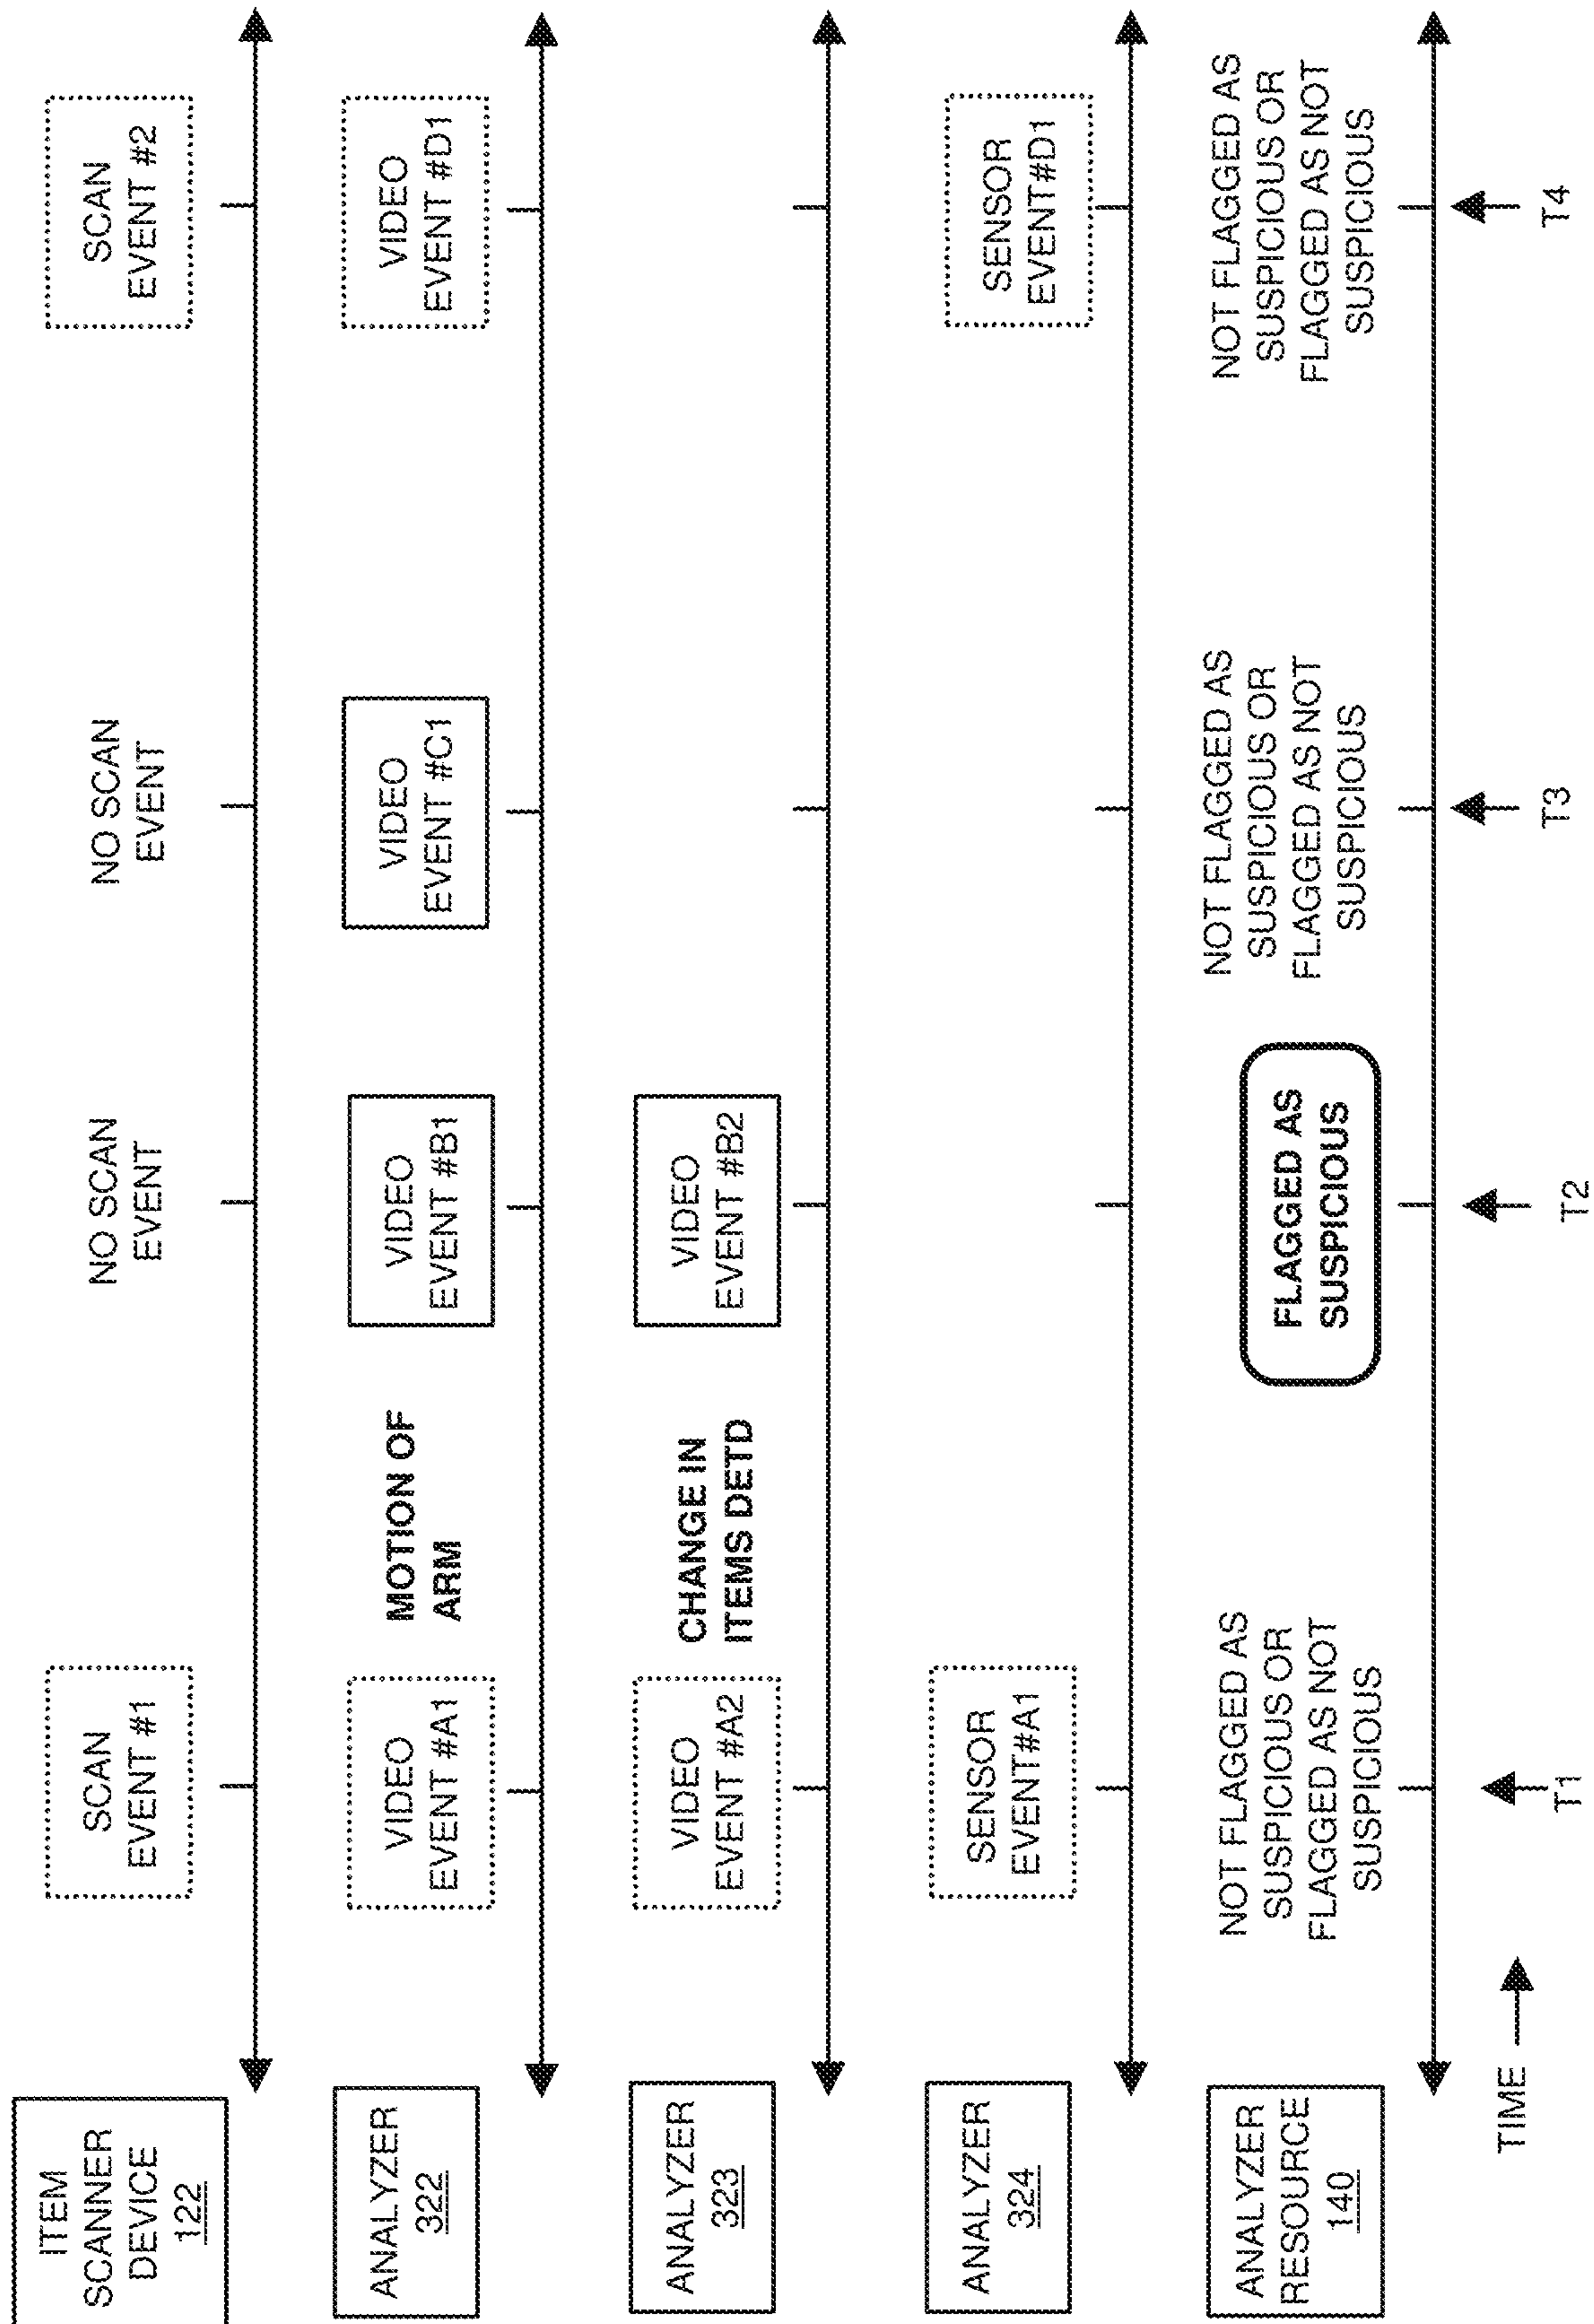 ITEM
SCANNER
DEVICE
122
SCAN
EVENT #1
NO SCAN
EVENT
NO SCAN
EVENT
SCAN
EVENT #2
ANALYZER
322
VIDEO
EVENT #A1
MOTION OF
ARM
VIDEO
EVENT #B1
VIDEO
EVENT #C1
VIDEO
EVENT #D1
ANALYZER
323
VIDEO
EVENT #A2
CHANGE IN
ITEMS DETD
VIDEO
EVENT #B2
ANALYZER
324
SENSOR
EVENT#A1
SENSOR
EVENT#D1
ANALYZER
RESOURCE
140
NOT FLAGGED AS
SUSPICIOUS OR
FLAGGED AS NOT
SUSPICIOUS
FLAGGED AS
SUSPICIOUS
NOT FLAGGED AS
SUSPICIOUS OR
FLAGGED AS NOT
SUSPICIOUS
NOT FLAGGED AS
SUSPICIOUS OR
FLAGGED AS NOT
SUSPICIOUS
TIME
T1
T2
T3
T4